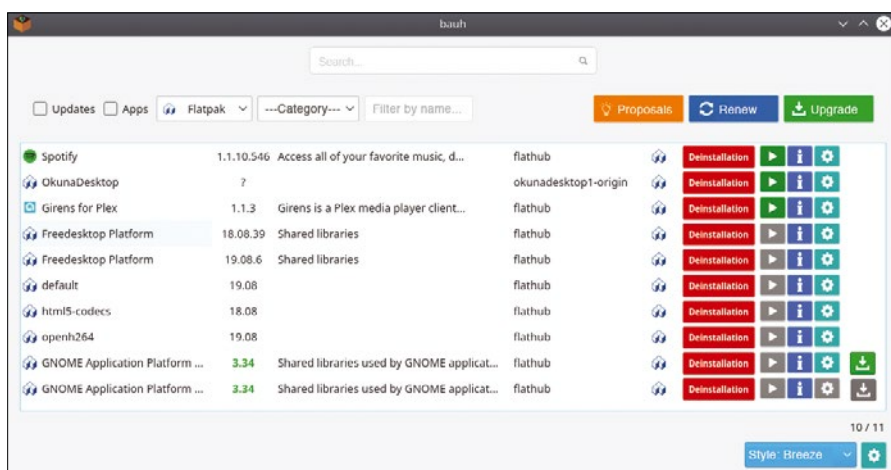 bauh
Search...
Updates Apps Flatpak ---Category--- Filter by name... Proposals Renew Upgrade
Spotify 1.1.10.546 Access all of your favorite music, d... flathub Deinstallation
OkunaDesktop ? okunadesktop1-origin Deinstallation
Girens for Plex 1.1.3 Girens is a Plex media player client... flathub Deinstallation
Freedesktop Platform 18.08.39 Shared libraries flathub Deinstallation
Freedesktop Platform 19.08.6 Shared libraries flathub Deinstallation
default 19.08 flathub Deinstallation
html5-codecs 18.08 flathub Deinstallation
openh264 19.08 flathub Deinstallation
GNOME Application Platform ... 3.34 Shared libraries used by GNOME applicat... flathub Deinstallation
GNOME Application Platform ... 3.34 Shared libraries used by GNOME applicat... flathub Deinstallation
10 / 11
Style: Breeze